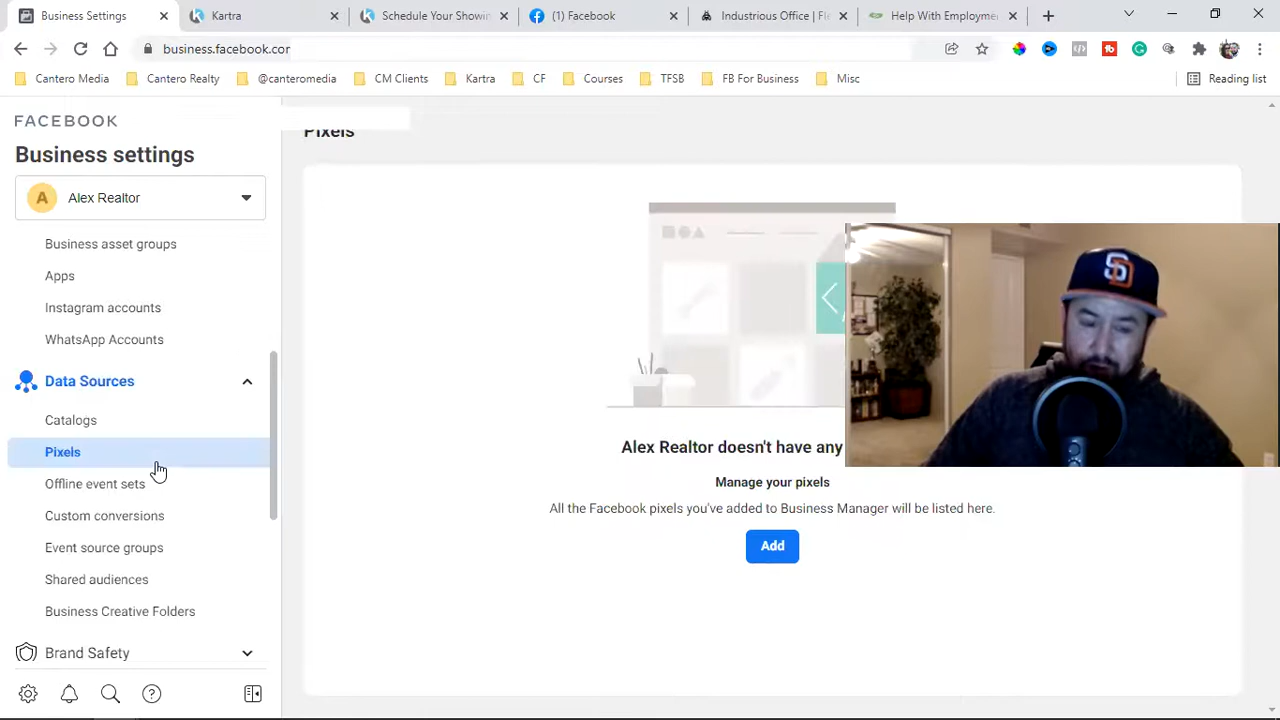 Business Settings
Kartra
Schedule Your Showin
(1) Facebook
Industrious Office | Fle
Help With Employme
business.facebook.cor
Cantero Media
Cantero Realty
@canteromedia
CM Clients
Kartra
CF
Courses
TFSB
FB For Business
Misc
Reading list
FACEBOOK
Business settings
A Alex Realtor
Business asset groups
Apps
Instagram accounts
WhatsApp Accounts
Data Sources
Catalogs
Pixels
Offline event sets
Custom conversions
Event source groups
Shared audiences
Business Creative Folders
Brand Safety
Pixels
Alex Realtor doesn't have any
Manage your pixels
All the Facebook pixels you've added to Business Manager will be listed here.
Add
SD